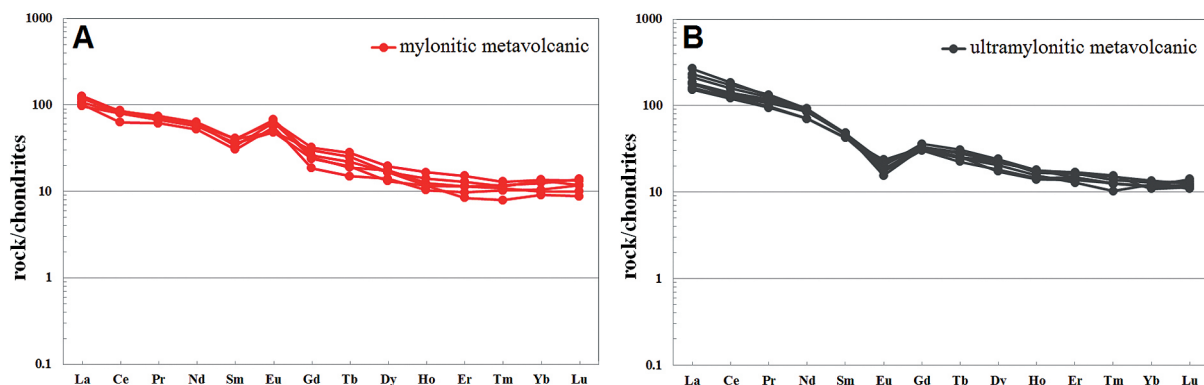 A
mylonitic metavolcanic
rock/chondrites
1000
100
10
1
0.1
La Ce Pr Nd Sm Eu Gd Tb Dy Ho Er Tm Yb Lu
B
ultramylonitic metavolcanic
rock/chondrites
1000
100
10
1
0.1
La Ce Pr Nd Sm Eu Gd Tb Dy Ho Er Tm Yb Lu